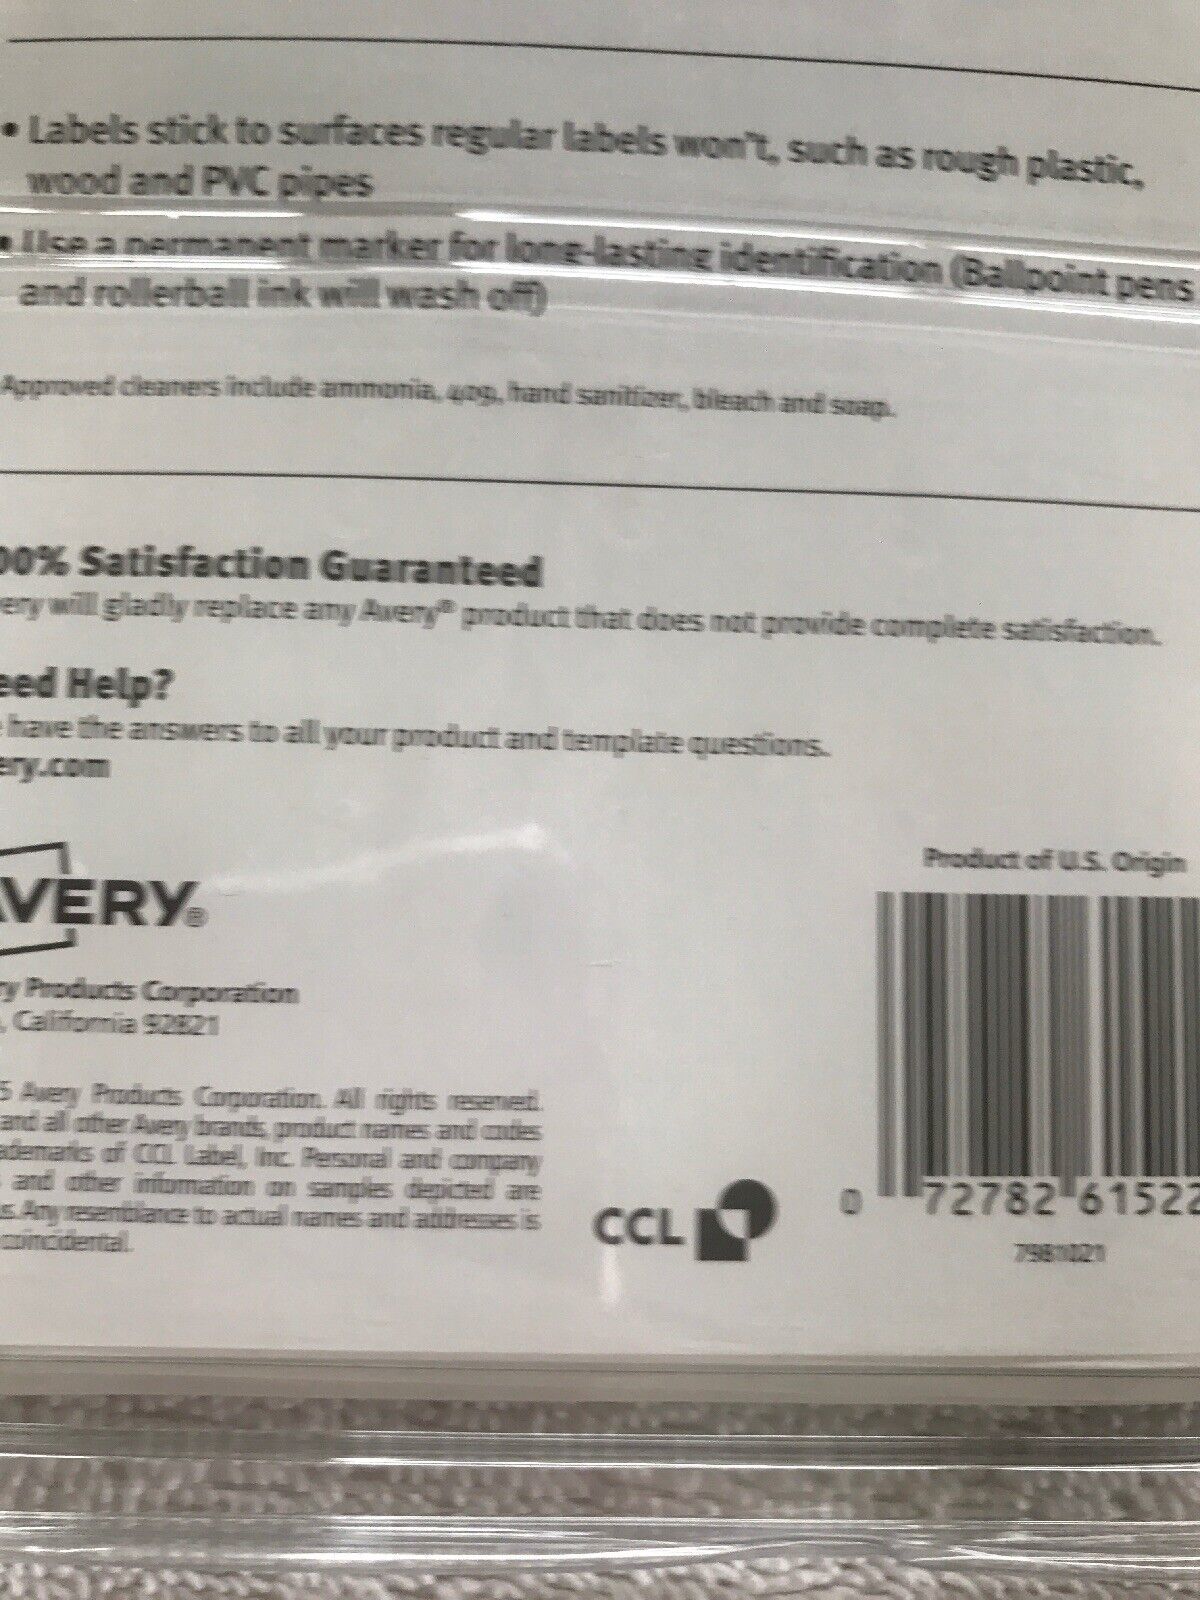 • Labels stick to surfaces regular labels won't, such as rough plastic,
wood and PVC pipes
• Use a permanent marker for long-lasting identification (Ballpoint pens
and rollerball ink will wash off)
Approved cleaners include ammonia, 409, hand sanitizer, bleach and soap.
00% Satisfaction Guaranteed
ery will gladly replace any Avery® product that does not provide complete satisfaction.
eed Help?
have the answers to all your product and template questions.
ery.com
Product of U.S. Origin
AVERY®
ry Products Corporation
, California 92821
5 Avery Products Corporation. All rights reserved.
and all other Avery brands, product names and codes
ademarks of CCL Label, Inc. Personal and company
and other information on samples depicted are
us. Any resemblance to actual names and addresses is
coincidental.
CCL
0 72782 61522
7981021